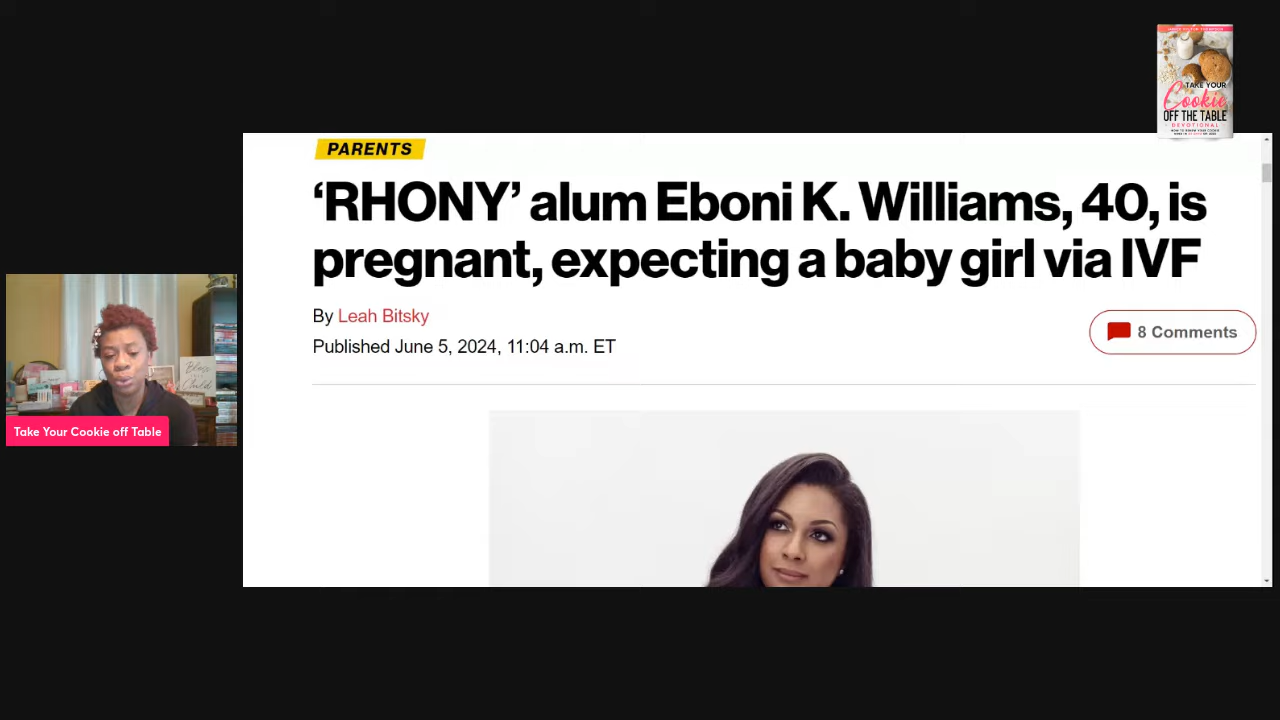 PARENTS
‘RHONY’ alum Eboni K. Williams, 40, is
pregnant, expecting a baby girl via IVF
By Leah Bitsky
Published June 5, 2024, 11:04 a.m. ET
8 Comments
Take Your Cookie off Table
TAKE YOUR
Cookie
OFF THE TABLE
DEVOTIONAL